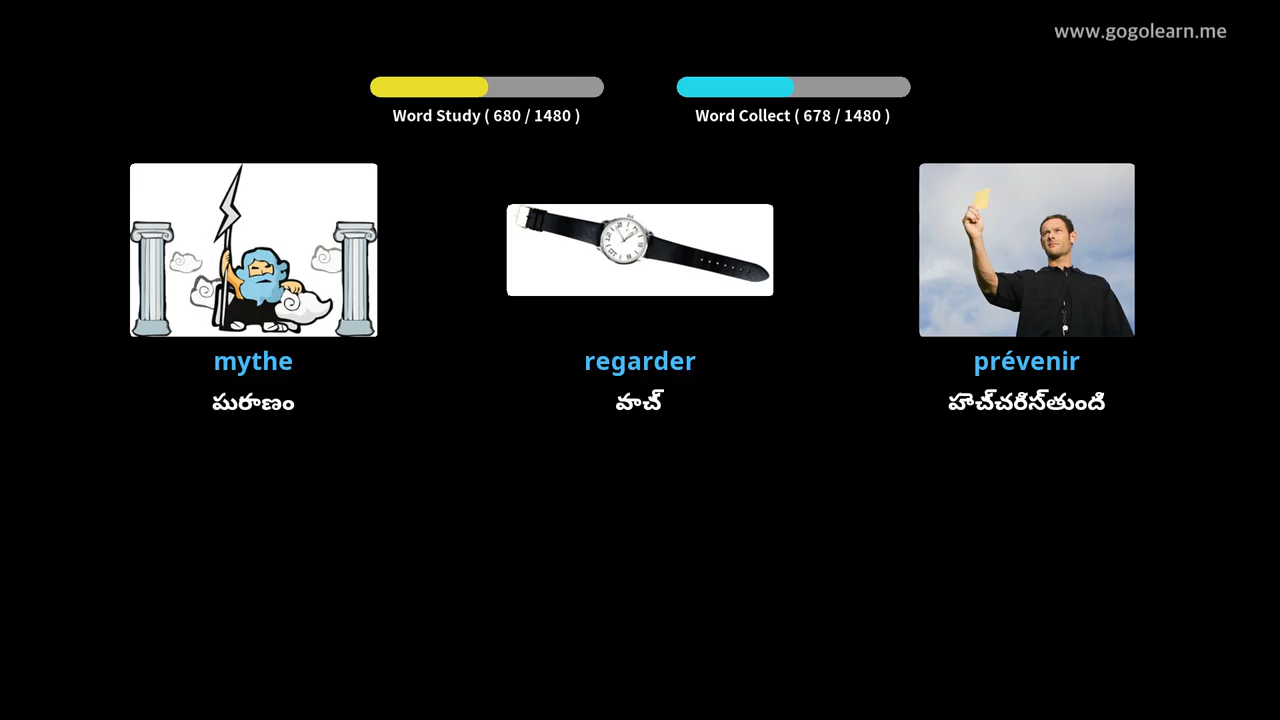 www.gogolearn.me
Word Study ( 680 / 1480 )
Word Collect ( 678 / 1480 )
mythe
regarder
prévenir
పురాణం
వాచ్
హెచ్చరిస్తుంది